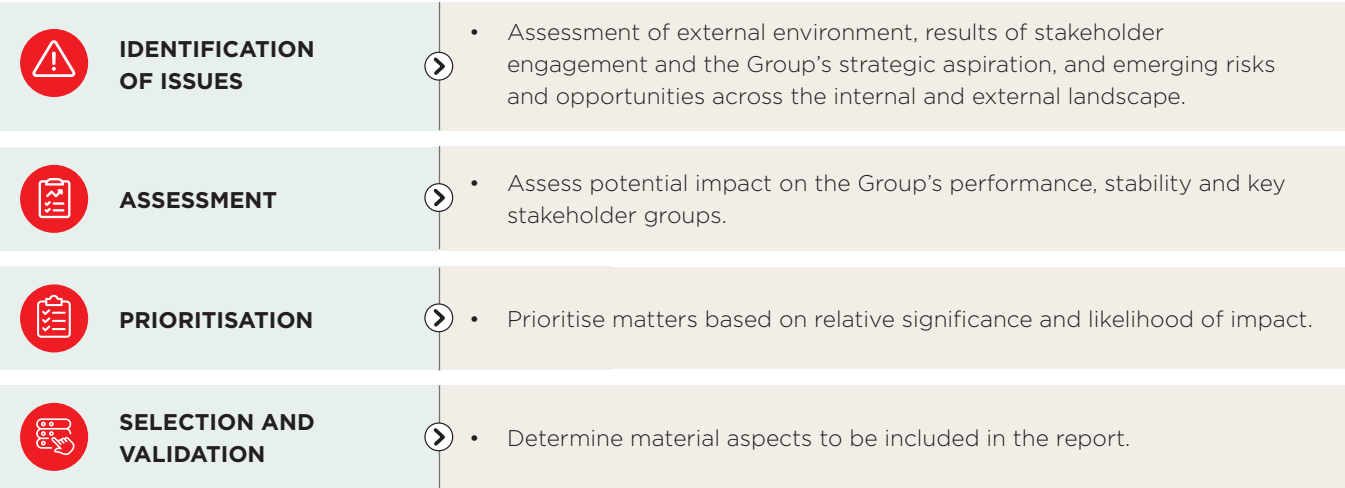 IDENTIFICATION
OF ISSUES
• Assessment of external environment, results of stakeholder
engagement and the Group's strategic aspiration, and emerging risks
and opportunities across the internal and external landscape.
ASSESSMENT
• Assess potential impact on the Group's performance, stability and key
stakeholder groups.
PRIORITISATION
• Prioritise matters based on relative significance and likelihood of impact.
SELECTION AND
VALIDATION
• Determine material aspects to be included in the report.